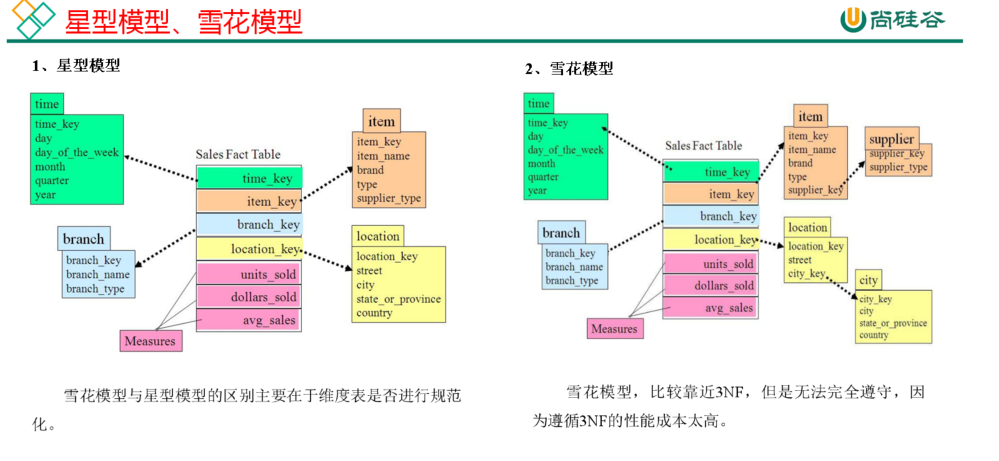 星型模型、雪花模型
尚硅谷
1、星型模型
time
time_key
day
day_of_the_week
month
quarter
year
branch
branch_key
branch_name
branch_type
Sales Fact Table
time_key
item_key
branch_key
location_key
units_sold
dollars_sold
avg_sales
Measures
item
item_key
item_name
brand
type
supplier_type
location
location_key
street
city
state_or_province
country
雪花模型与星型模型的区别主要在于维度表是否进行规范
化。
2、雪花模型
time
time_key
day
day_of_the_week
month
quarter
year
branch
branch_key
branch_name
branch_type
Sales Fact Table
time_key
item_key
branch_key
location_key
units_sold
dollars_sold
avg_sales
Measures
item
item_key
item_name
brand
type
supplier_key
supplier
supplier_key
supplier_type
location
location_key
street
city_key
city
city_key
city
state_or_province
country
雪花模型，比较靠近3NF，但是无法完全遵守，因
为遵循3NF的性能成本太高。